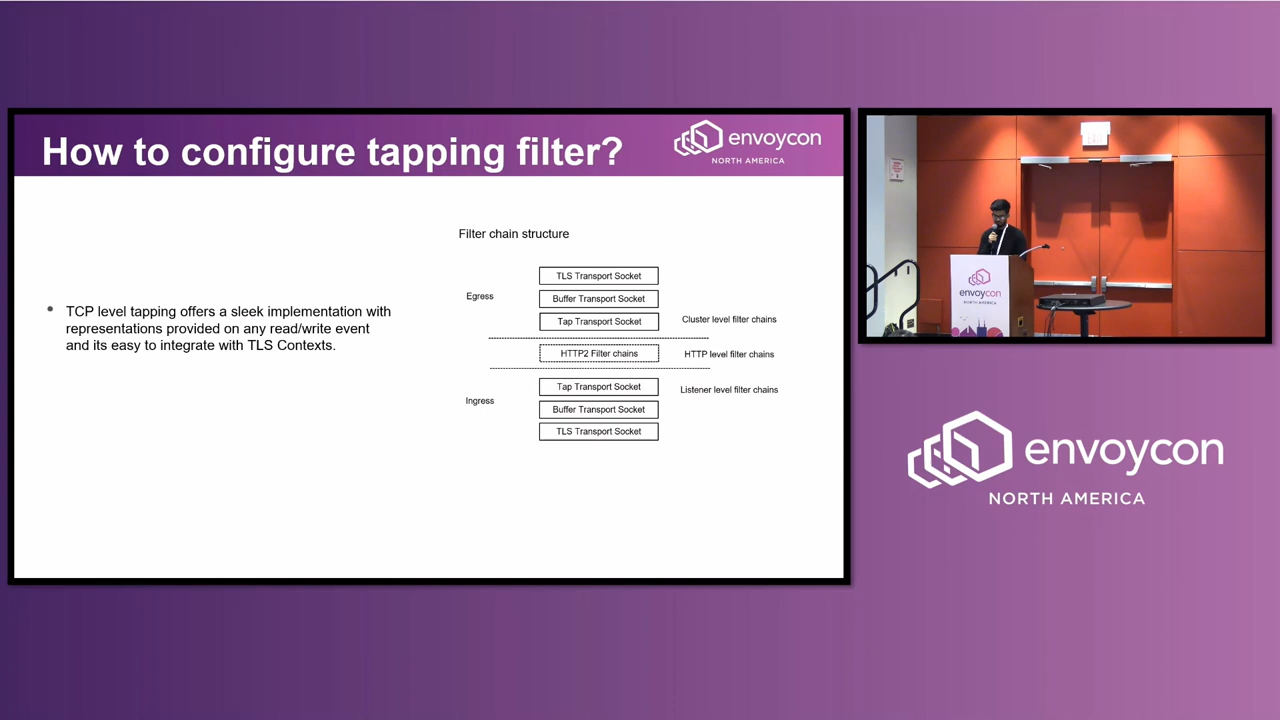 How to configure tapping filter?
envoycon
NORTH AMERICA
Filter chain structure
TLS Transport Socket
Egress
Buffer Transport Socket
Tap Transport Socket
Cluster level filter chains
HTTP2 Filter chains
HTTP level filter chains
Tap Transport Socket
Listener level filter chains
Ingress
Buffer Transport Socket
TLS Transport Socket
• TCP level tapping offers a sleek implementation with
representations provided on any read/write event
and its easy to integrate with TLS Contexts.
envoycon
NORTH AMERICA
envoycon
NORTH AMERICA